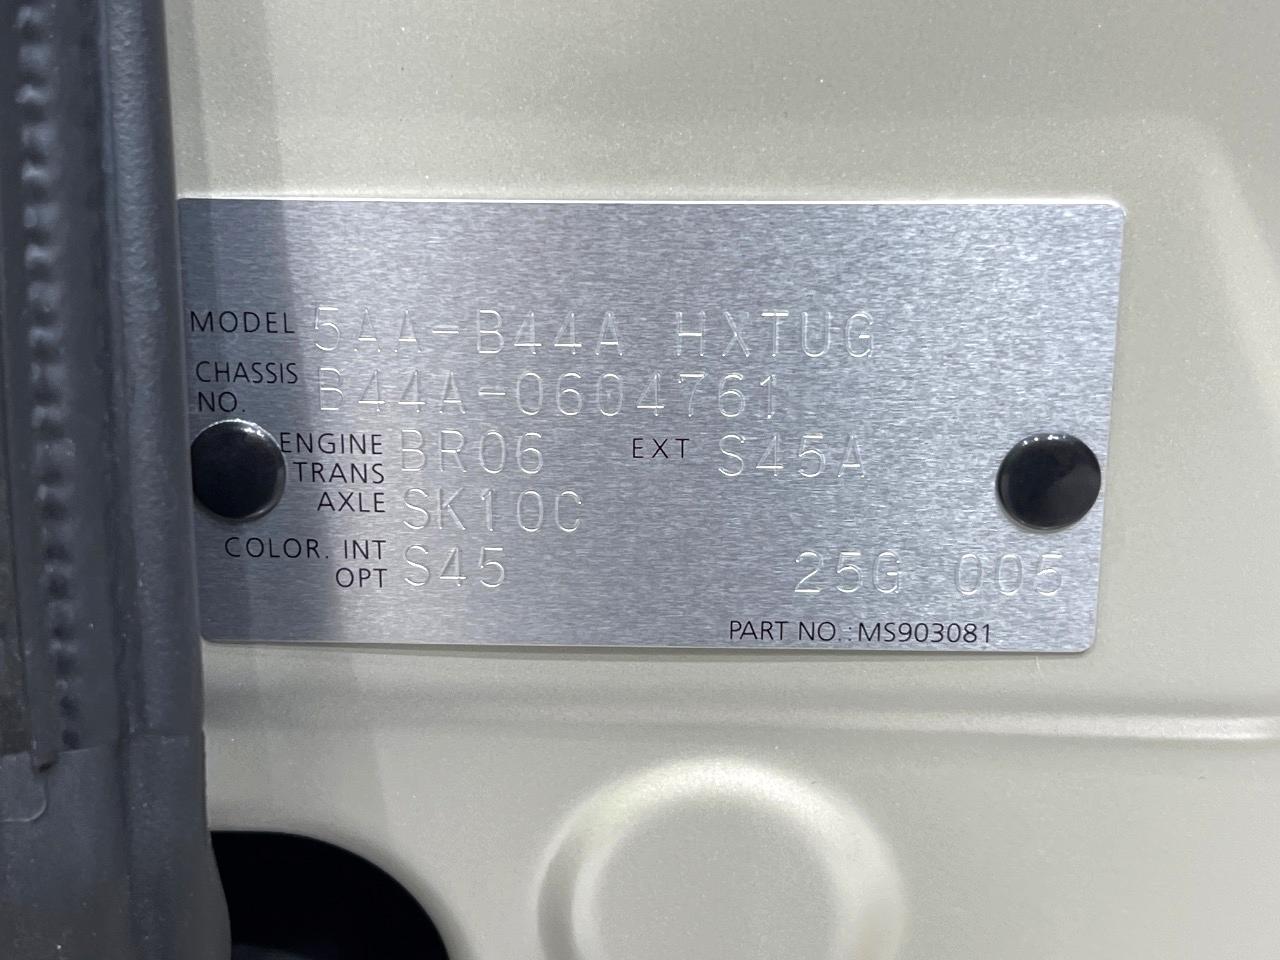 MODEL 5AA-B44A HXTUG
CHASSIS NO. B44A-0604761
ENGINE BR06 EXT S45A
TRANS AXLE SK10C
COLOR. INT OPT S45 25G 005
PART NO.:MS903081